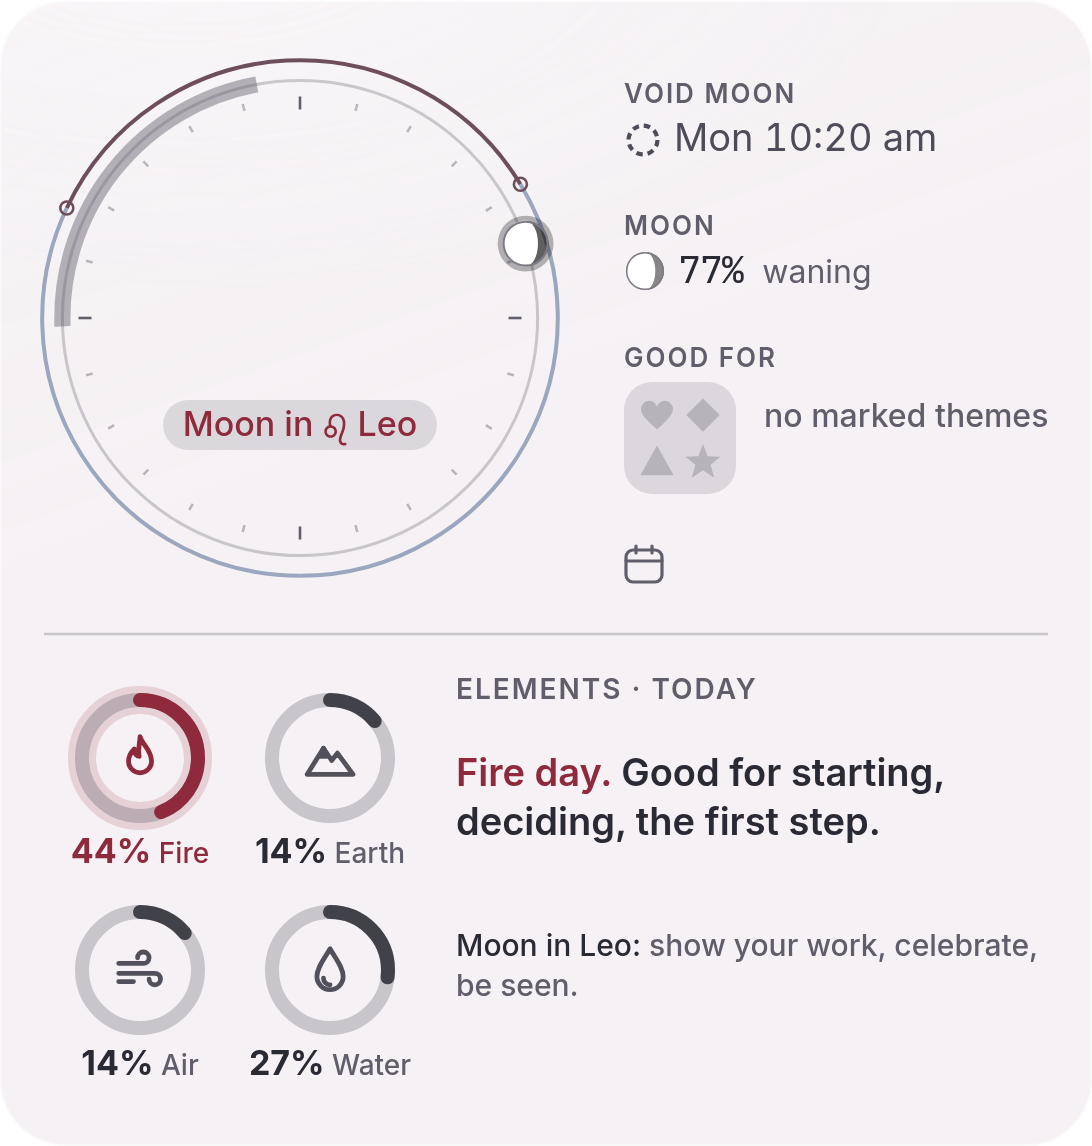 VOID MOON
Mon 10:20 am
MOON
77% waning
GOOD FOR
no marked themes
Moon in ♌ Leo
ELEMENTS · TODAY
Fire day. Good for starting,
deciding, the first step.
44% Fire
14% Earth
Moon in Leo: show your work, celebrate,
be seen.
14% Air
27% Water